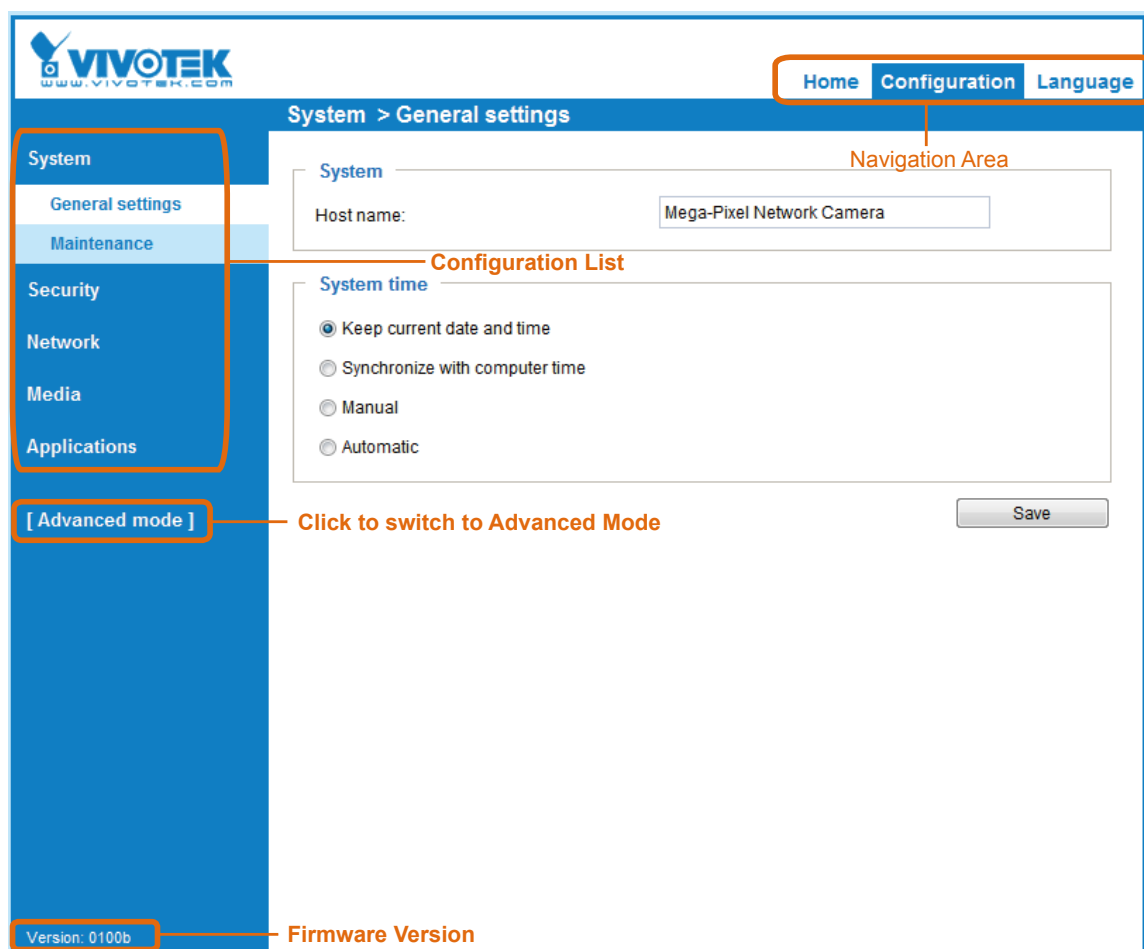 VIVOTEK
www.vivotek.com
Home Configuration Language
System > General settings
Navigation Area
System
General settings
Maintenance
Security
Network
Media
Applications
[ Advanced mode ]
Version: 0100b
Configuration List
Click to switch to Advanced Mode
Firmware Version
System
Host name: Mega-Pixel Network Camera
System time
Keep current date and time
Synchronize with computer time
Manual
Automatic
Save